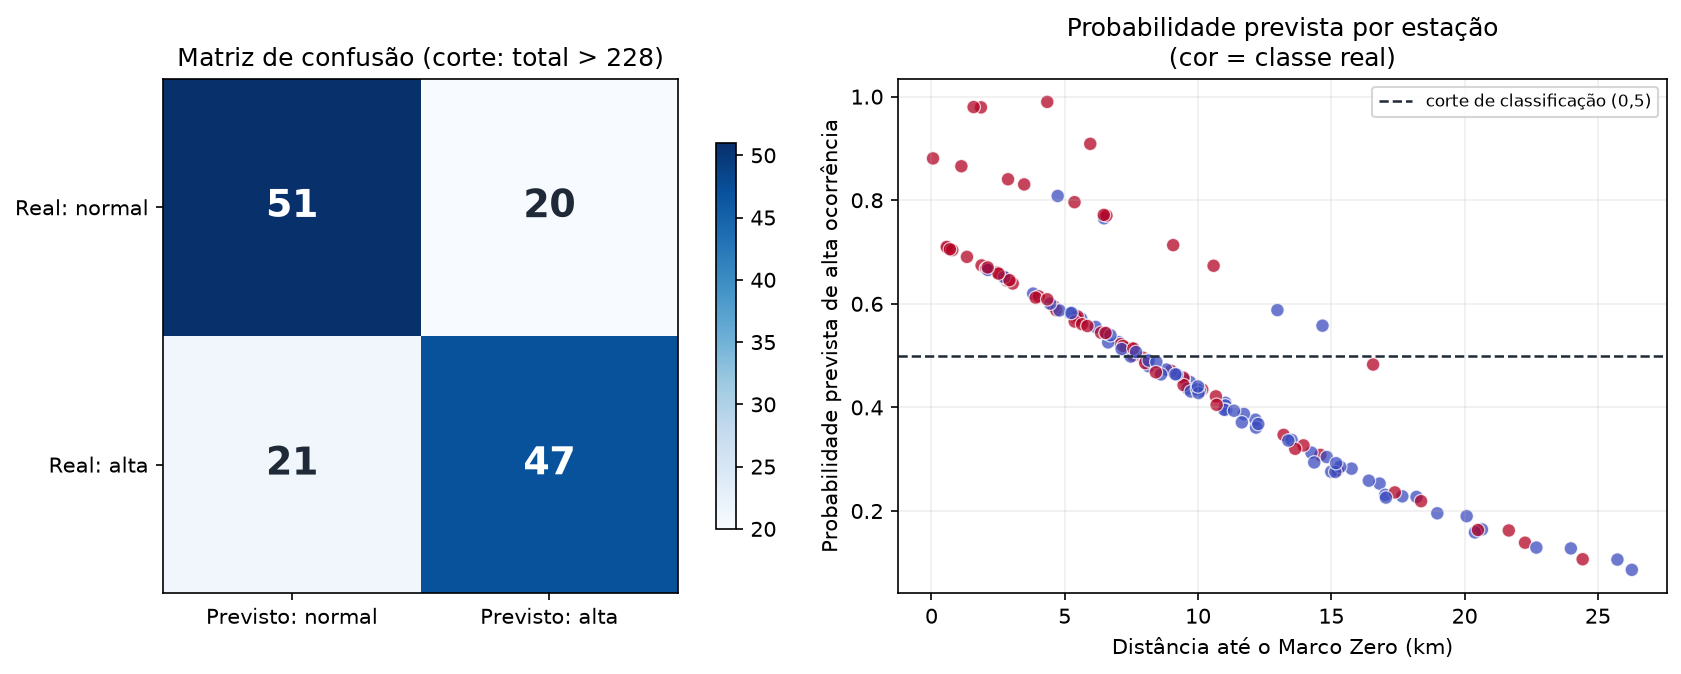 Matriz de confusão (corte: total > 228)
Real: normal
51
20
Real: alta
21
47
Previsto: normal
Previsto: alta
50
45
40
35
30
25
20
Probabilidade prevista por estação
(cor = classe real)
corte de classificação (0,5)
Probabilidade prevista de alta ocorrência
1.0
0.8
0.6
0.4
0.2
0
5
10
15
20
25
Distância até o Marco Zero (km)